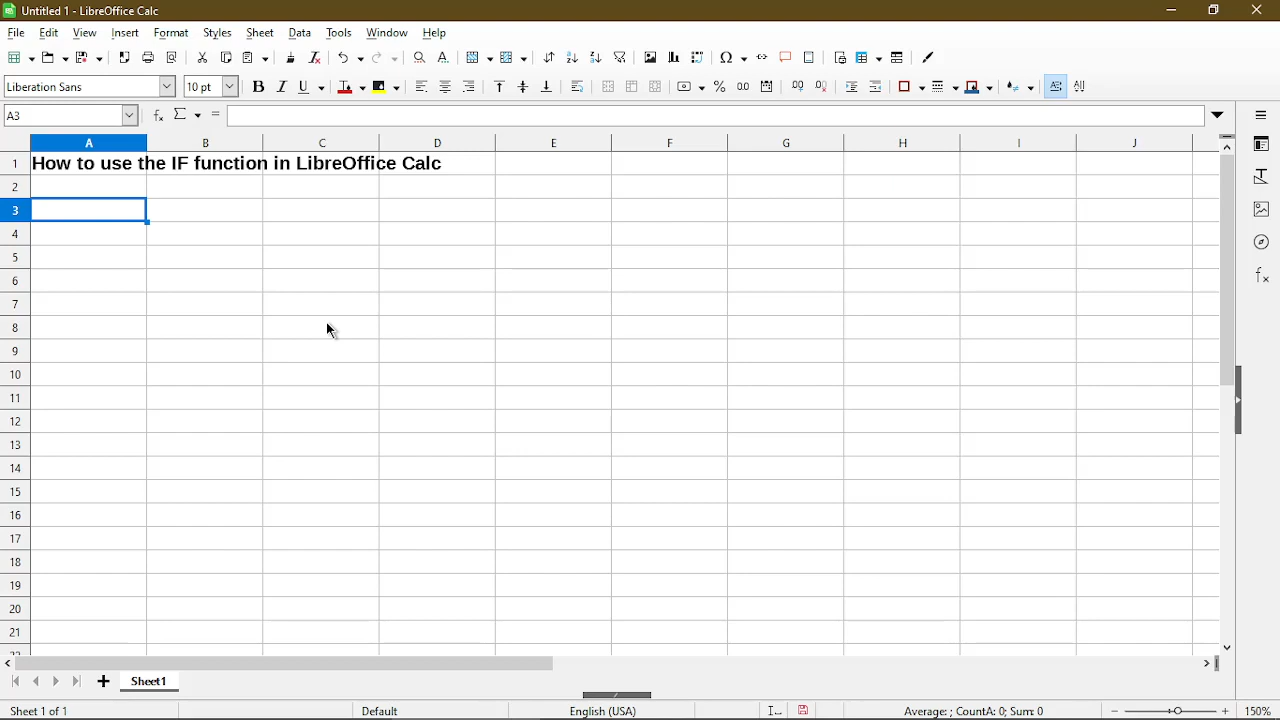 Untitled 1 - LibreOffice Calc
File Edit View Insert Format Styles Sheet Data Tools Window Help
Liberation Sans 10 pt
A3
A B C D E F G H I J
1 How to use the IF function in LibreOffice Calc
2
3
4
5
6
7
8
9
10
11
12
13
14
15
16
17
18
19
20
21
Sheet1
Sheet 1 of 1 Default English (USA) Average: ; CountA: 0; Sum: 0 150%